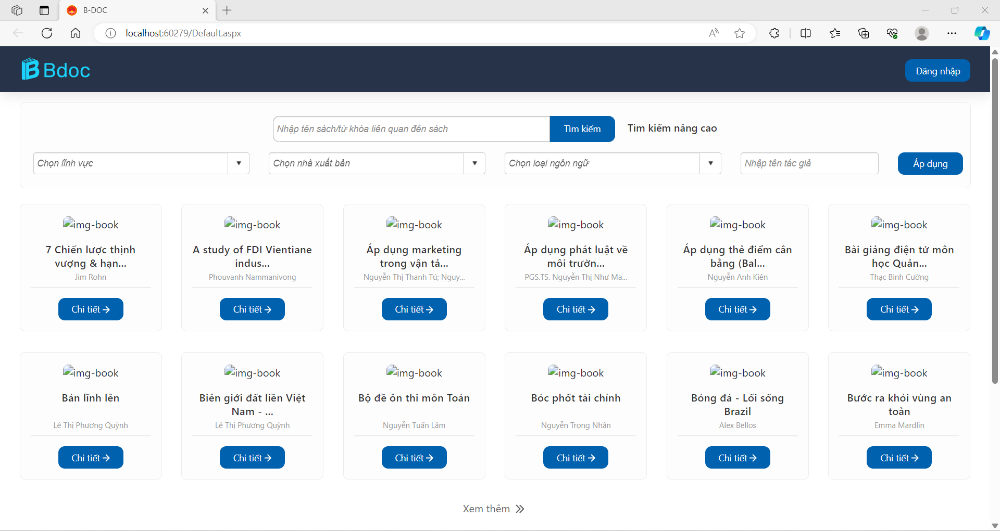 B-DOC
localhost:60279/Default.aspx
Bdoc
Đăng nhập
Nhập tên sách/từ khóa liên quan đến sách
Tìm kiếm
Tìm kiếm nâng cao
Chọn lĩnh vực
Chọn nhà xuất bản
Chọn loại ngôn ngữ
Nhập tên tác giả
Áp dụng
img-book
7 Chiến lược thịnh
vượng & hạn...
Jim Rohn
Chi tiết
img-book
A study of FDI Vientiane
indus...
Phouvanh Nammanivong
Chi tiết
img-book
Áp dụng marketing
trong vận tả...
Nguyễn Thị Thanh Tú; Nguy...
Chi tiết
img-book
Áp dụng phát luật về
môi trườn...
PGS.TS. Nguyễn Thị Như Ma...
Chi tiết
img-book
Áp dụng thẻ điểm cân
bằng (Bal...
Nguyễn Anh Kiên
Chi tiết
img-book
Bài giảng điện tử môn
học Quản...
Thạc Bình Cường
Chi tiết
img-book
Bản lĩnh lên
Lê Thị Phương Quỳnh
Chi tiết
img-book
Biên giới đất liền Việt
Nam - ...
Lê Thị Phương Quỳnh
Chi tiết
img-book
Bộ đề ôn thi môn Toán
Nguyễn Tuấn Lâm
Chi tiết
img-book
Bóc phốt tài chính
Nguyễn Trọng Nhân
Chi tiết
img-book
Bóng đá - Lối sống
Brazil
Alex Bellos
Chi tiết
img-book
Bước ra khỏi vùng an
toàn
Emma Mardlin
Chi tiết
Xem thêm